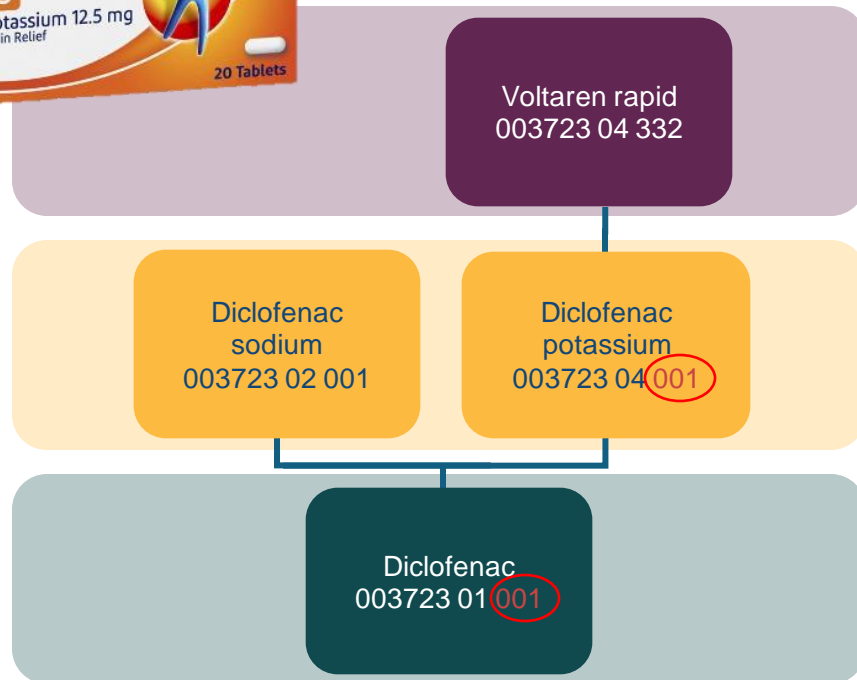 otassium 12.5 mg
in Relief
20 Tablets
Voltaren rapid
003723 04 332
Diclofenac
sodium
003723 02 001
Diclofenac
potassium
003723 04 001
Diclofenac
003723 01 001